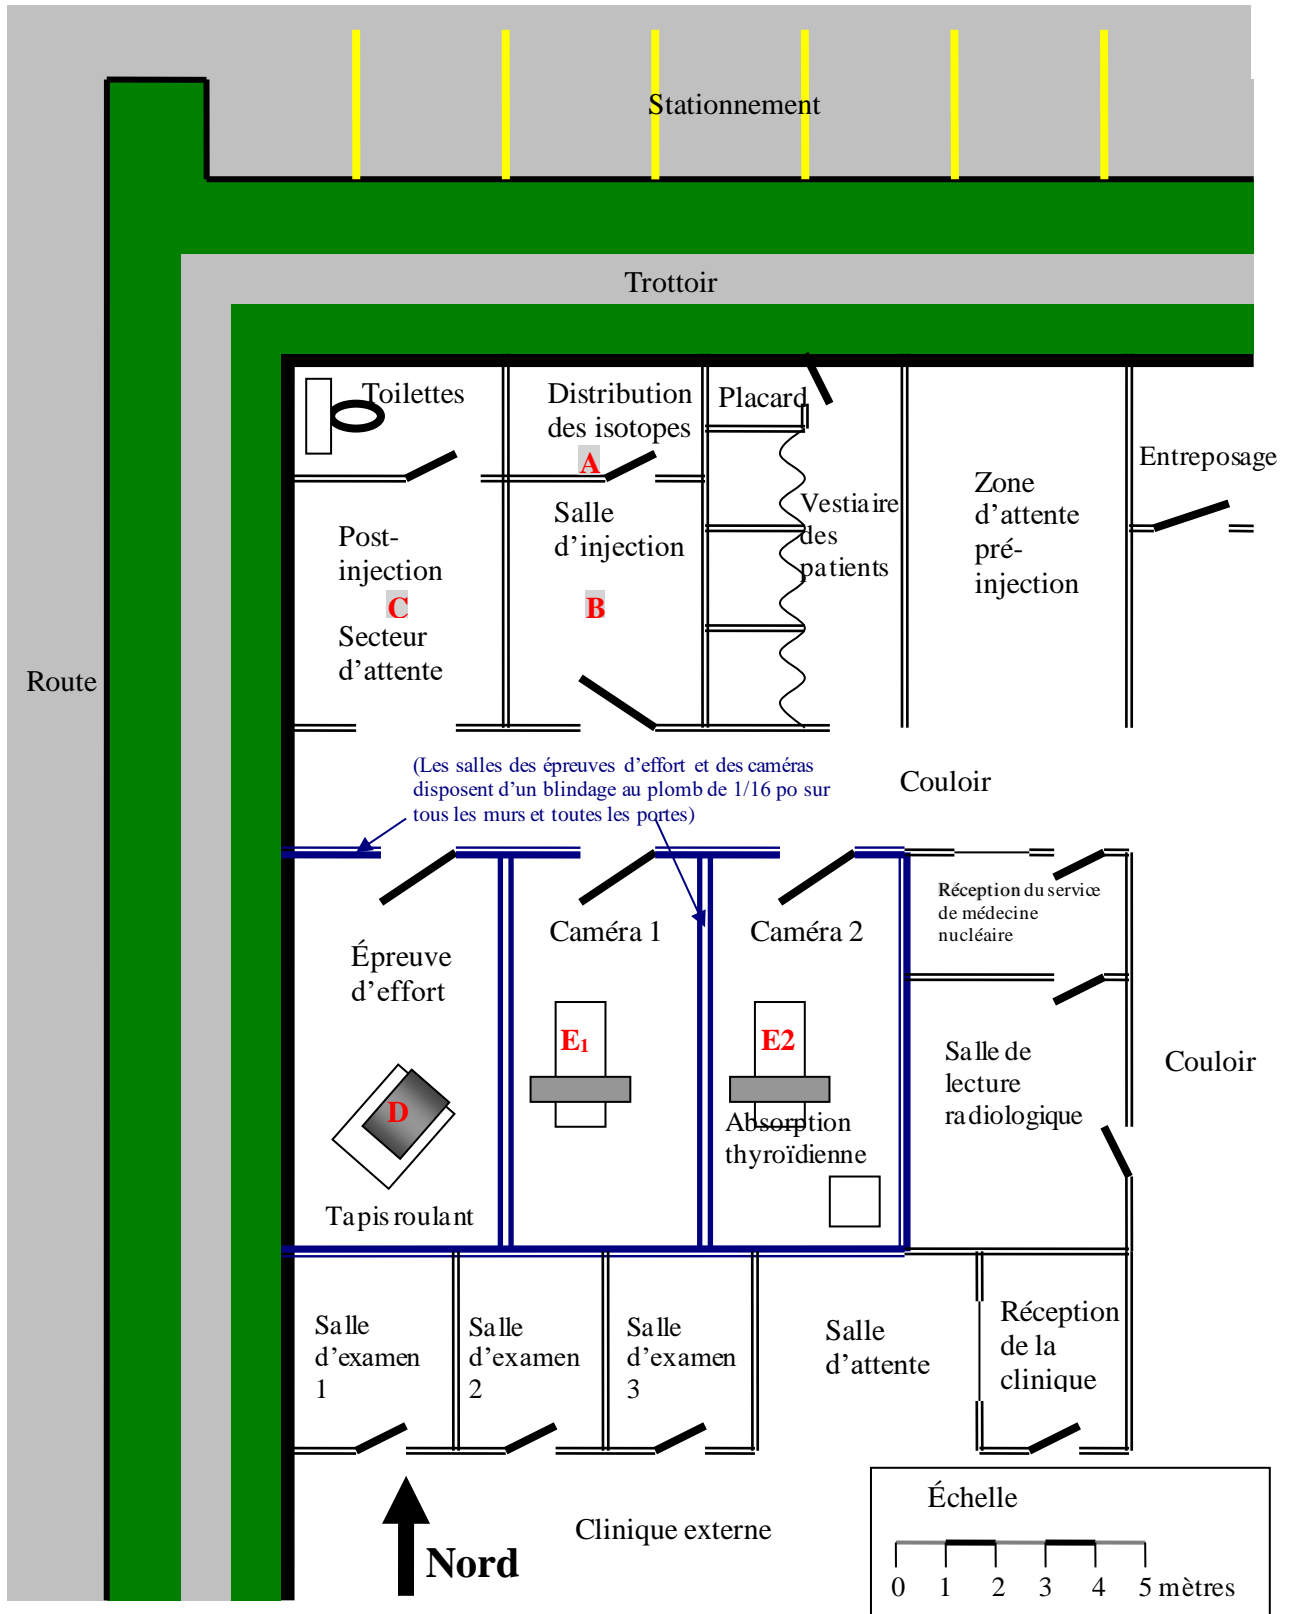 Stationnement
Trottoir
Toilettes
Distribution
des isotopes
A
Placard
Entreposage
Zone
d'attente
pré-
injection
Vestiaire
des
patients
Salle
d'injection
B
Post-
injection
C
Secteur
d'attente
Route
(Les salles des épreuves d'effort et des caméras
disposent d'un blindage au plomb de 1/16 po sur
tous les murs et toutes les portes)
Couloir
Réception du service
de médecine
nucléaire
Caméra 1
Caméra 2
Épreuve
d'effort
E1
E2
D
Salle de
lecture
radiologique
Couloir
Absorption
thyroïdienne
Tapis roulant
Salle
d'examen
1
Salle
d'examen
2
Salle
d'examen
3
Salle
d'attente
Réception
de la
clinique
Clinique externe
Nord
Échelle
0 1 2 3 4 5 mètres